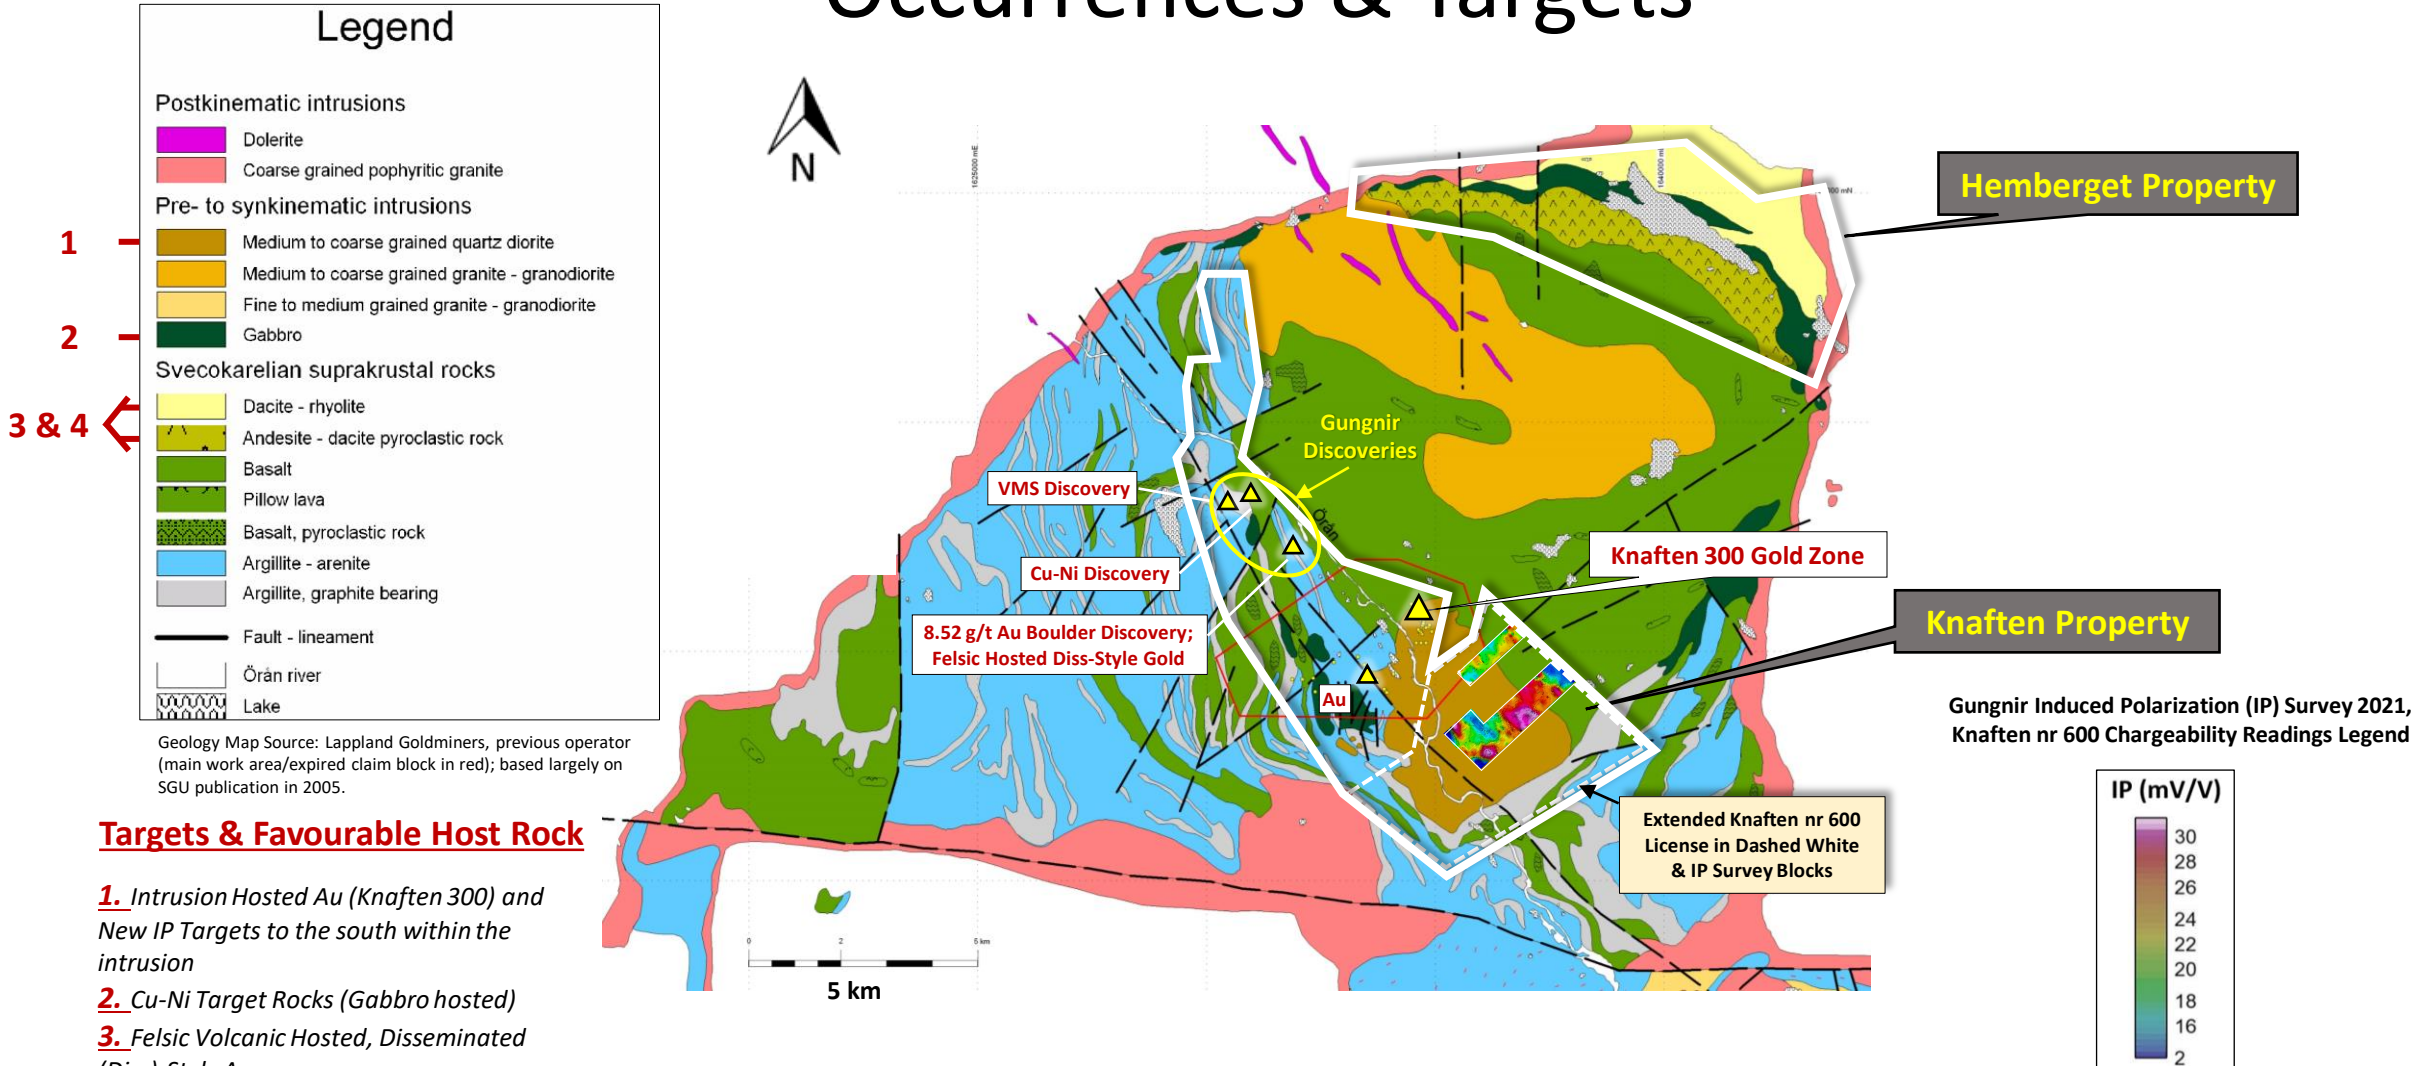 Occurrences & Targets
Legend
Postkinematic intrusions
Dolerite
Coarse grained pophyritic granite
Pre- to synkinematic intrusions
1
Medium to coarse grained quartz diorite
Medium to coarse grained granite - granodiorite
Fine to medium grained granite - granodiorite
2
Gabbro
Svecokarelian suprakrustal rocks
3 & 4
Dacite - rhyolite
Andesite - dacite pyroclastic rock
Basalt
Pillow lava
Basalt, pyroclastic rock
Argillite - arenite
Argillite, graphite bearing
Fault - lineament
Örån river
Lake
Geology Map Source: Lappland Goldminers, previous operator
(main work area/expired claim block in red); based largely on
SGU publication in 2005.
Targets & Favourable Host Rock
1. Intrusion Hosted Au (Knaften 300) and
New IP Targets to the south within the
intrusion
2. Cu-Ni Target Rocks (Gabbro hosted)
3. Felsic Volcanic Hosted, Disseminated
N
1625000 mE
Hemberget Property
Gungnir
Discoveries
VMS Discovery
Örån
Cu-Ni Discovery
Knaften 300 Gold Zone
8.52 g/t Au Boulder Discovery;
Felsic Hosted Diss-Style Gold
Au
Knaften Property
Gungnir Induced Polarization (IP) Survey 2021,
Knaften nr 600 Chargeability Readings Legend
Extended Knaften nr 600
License in Dashed White
& IP Survey Blocks
0
2
5 km
5 km
IP (mV/V)
30
28
26
24
22
20
18
16
2